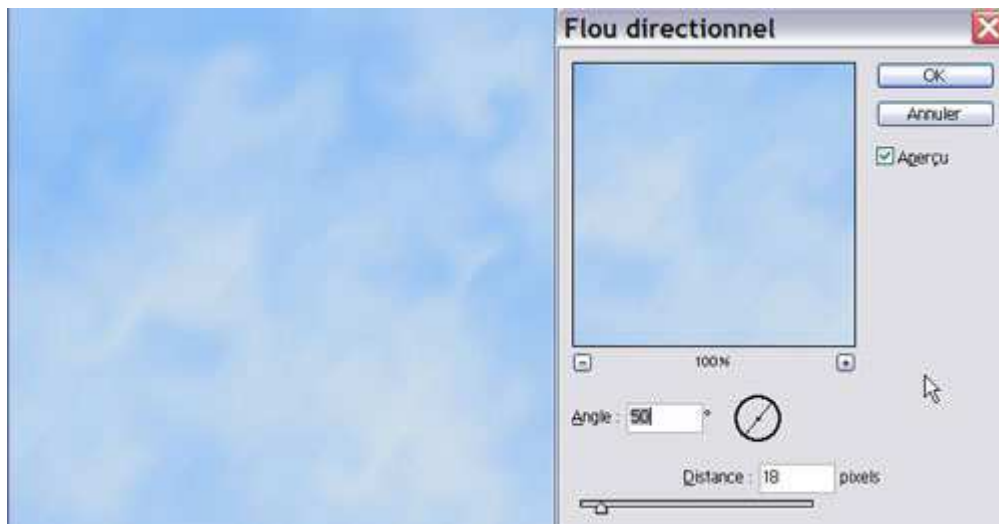 Flou directionnel
OK
Annuler
Aperçu
100%
Angle : 50 °
Distance : 18 pixels